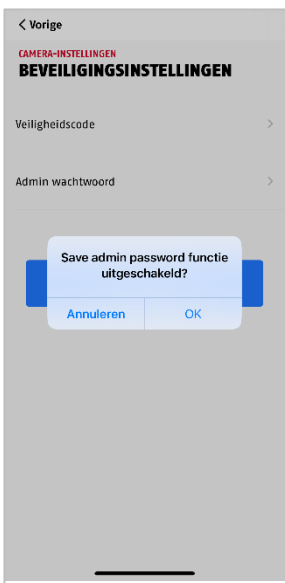 Vorige
CAMERA-INSTELLINGEN
BEVEILIGINGSINSTELLINGEN
Veiligheidscode
Admin wachtwoord
Save admin password functie
uitgeschakeld?
Annuleren OK